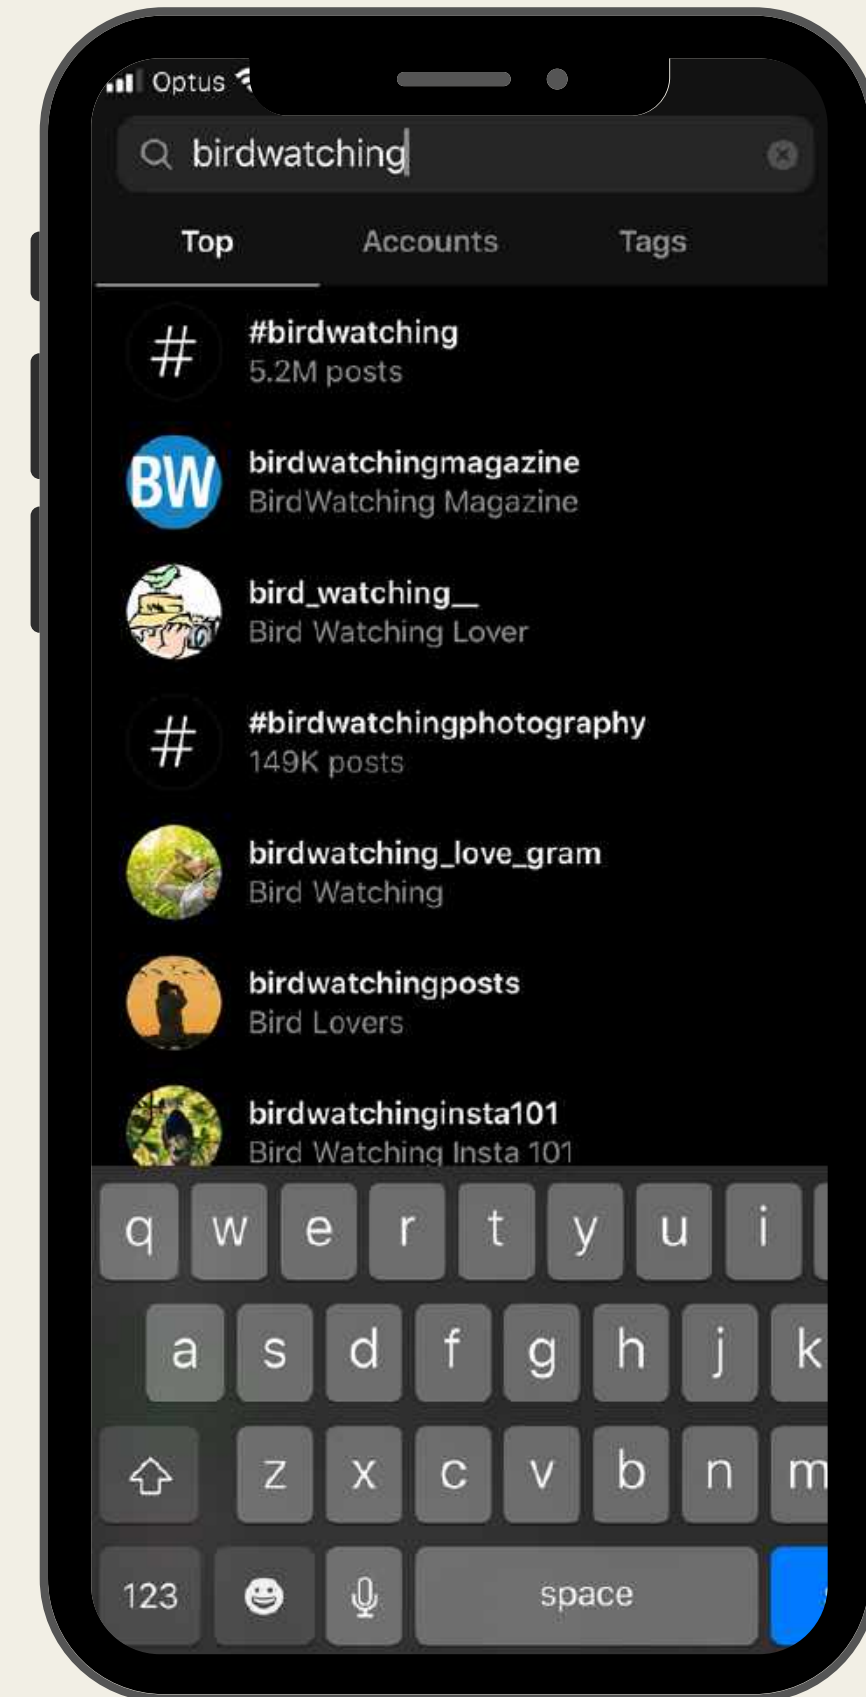 Optus
birdwatching
Top Accounts Tags
#birdwatching
5.2M posts
BW
birdwatchingmagazine
BirdWatching Magazine
bird_watching__
Bird Watching Lover
#birdwatchingphotography
149K posts
birdwatching_love_gram
Bird Watching
birdwatchingposts
Bird Lovers
birdwatchinginsta101
Bird Watching Insta 101
q w e r t y u i
a s d f g h j k
z x c v b n m
123 space